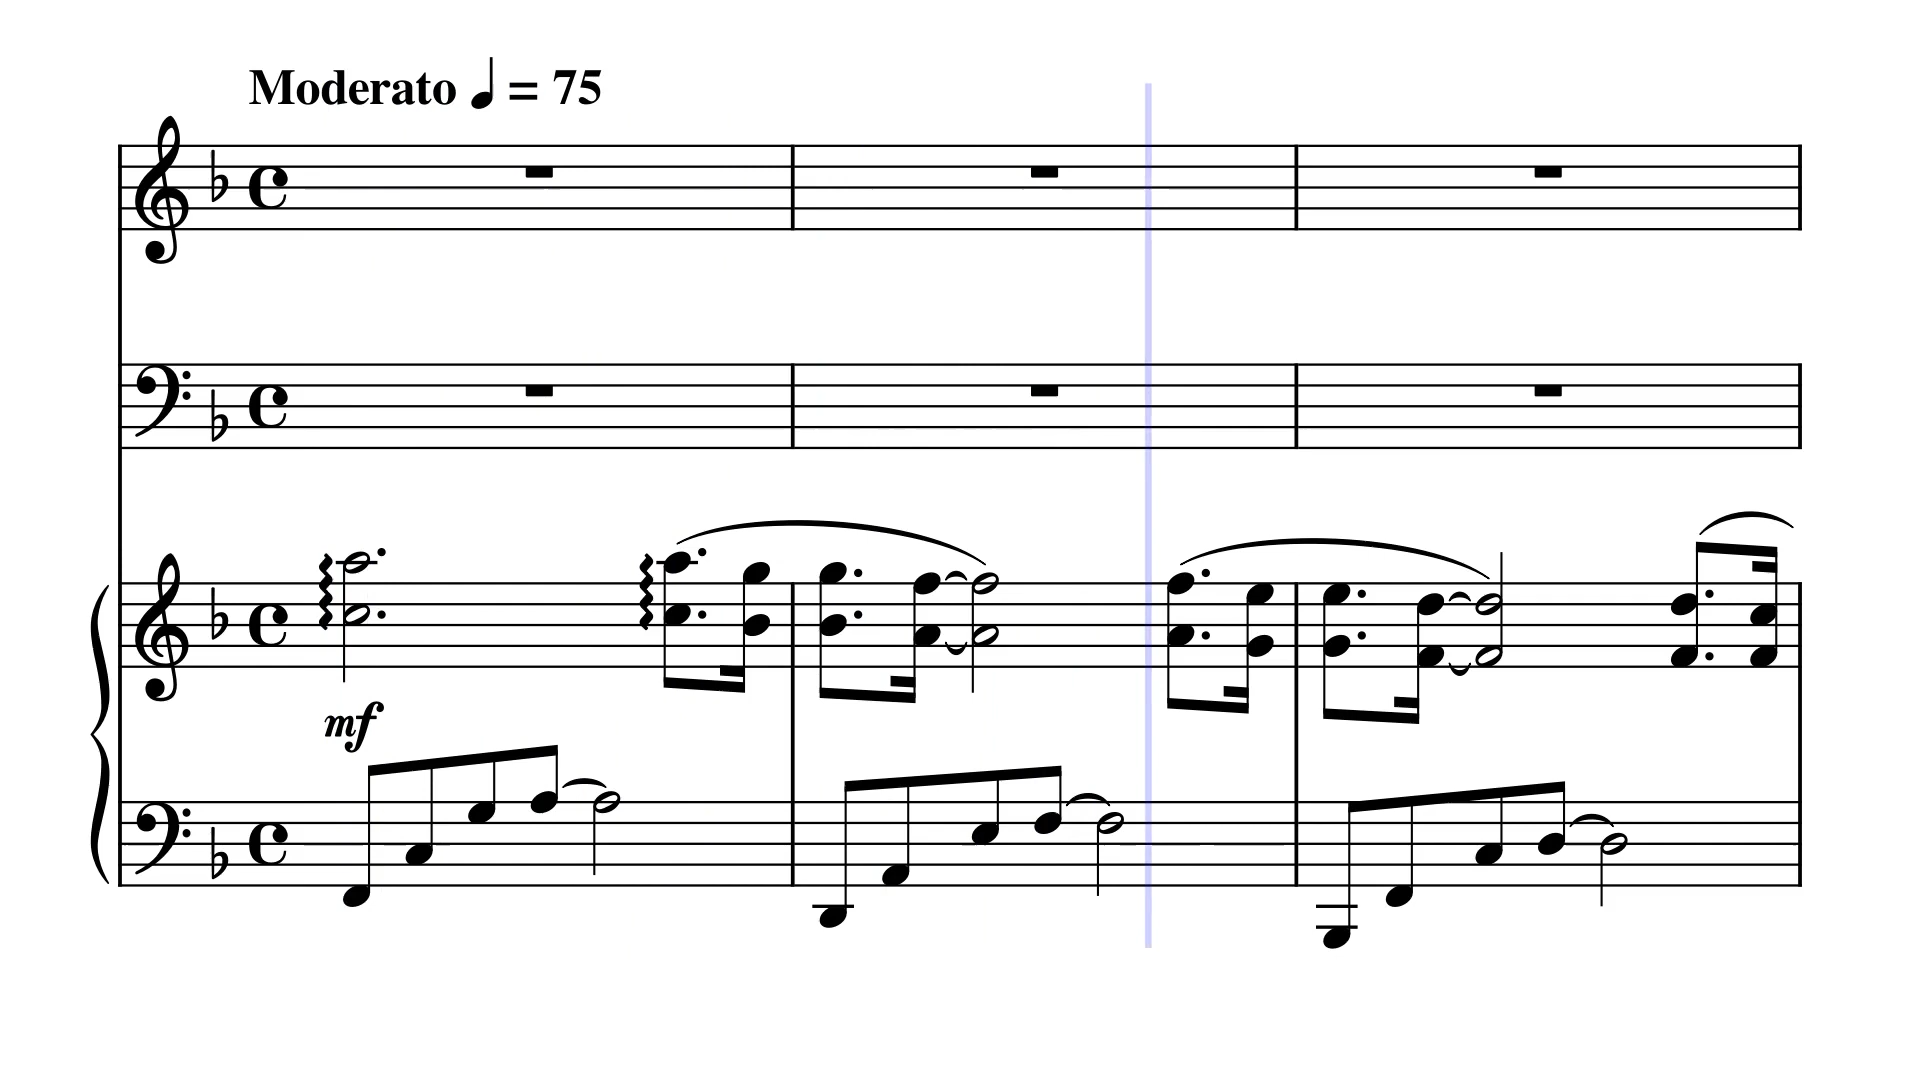 Moderato ♩ = 75
mf